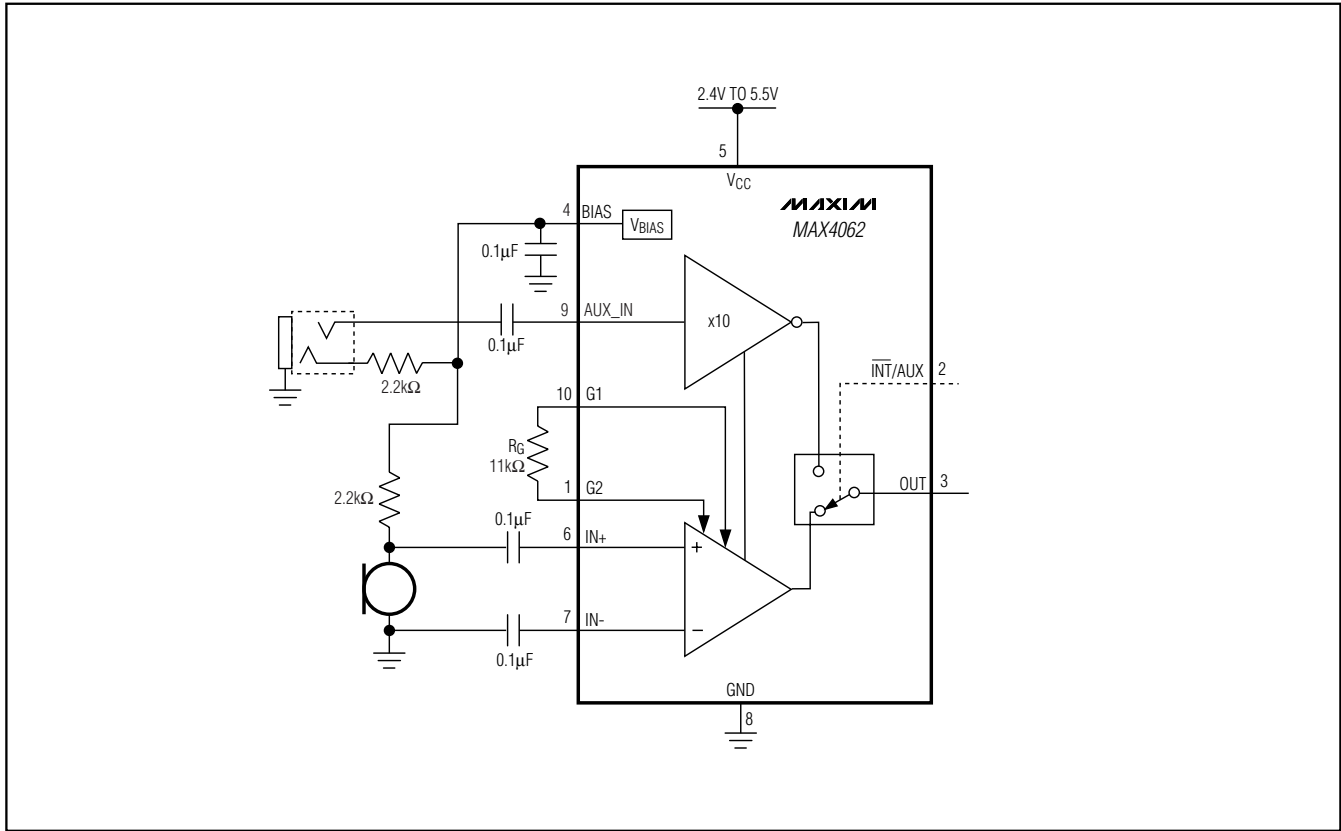 2.4V TO 5.5V
5
VCC
MAXIM
MAX4062
4 BIAS
VBIAS
0.1µF
9 AUX_IN
x10
0.1µF
2.2kΩ
INT/AUX 2
10 G1
RG
11kΩ
1 G2
OUT 3
2.2kΩ
0.1µF
6 IN+
+
7 IN-
−
0.1µF
GND
8